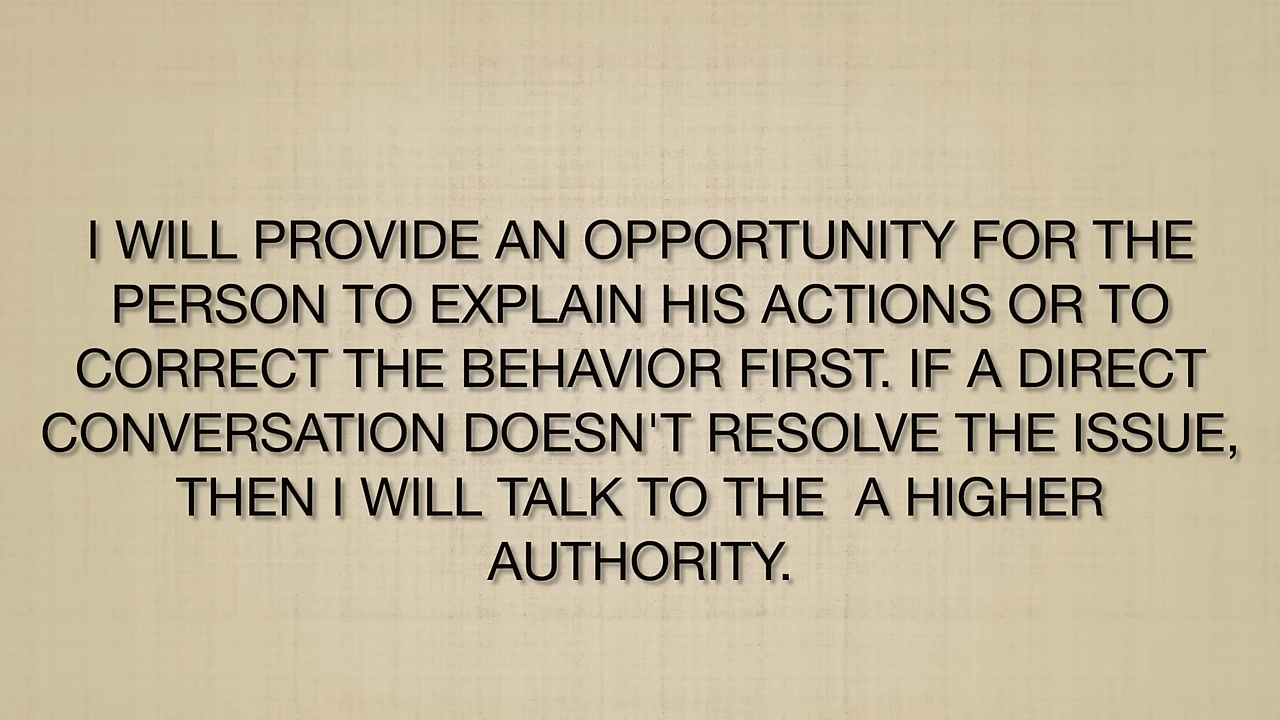 I WILL PROVIDE AN OPPORTUNITY FOR THE
PERSON TO EXPLAIN HIS ACTIONS OR TO
CORRECT THE BEHAVIOR FIRST. IF A DIRECT
CONVERSATION DOESN'T RESOLVE THE ISSUE,
THEN I WILL TALK TO THE  A HIGHER
AUTHORITY.